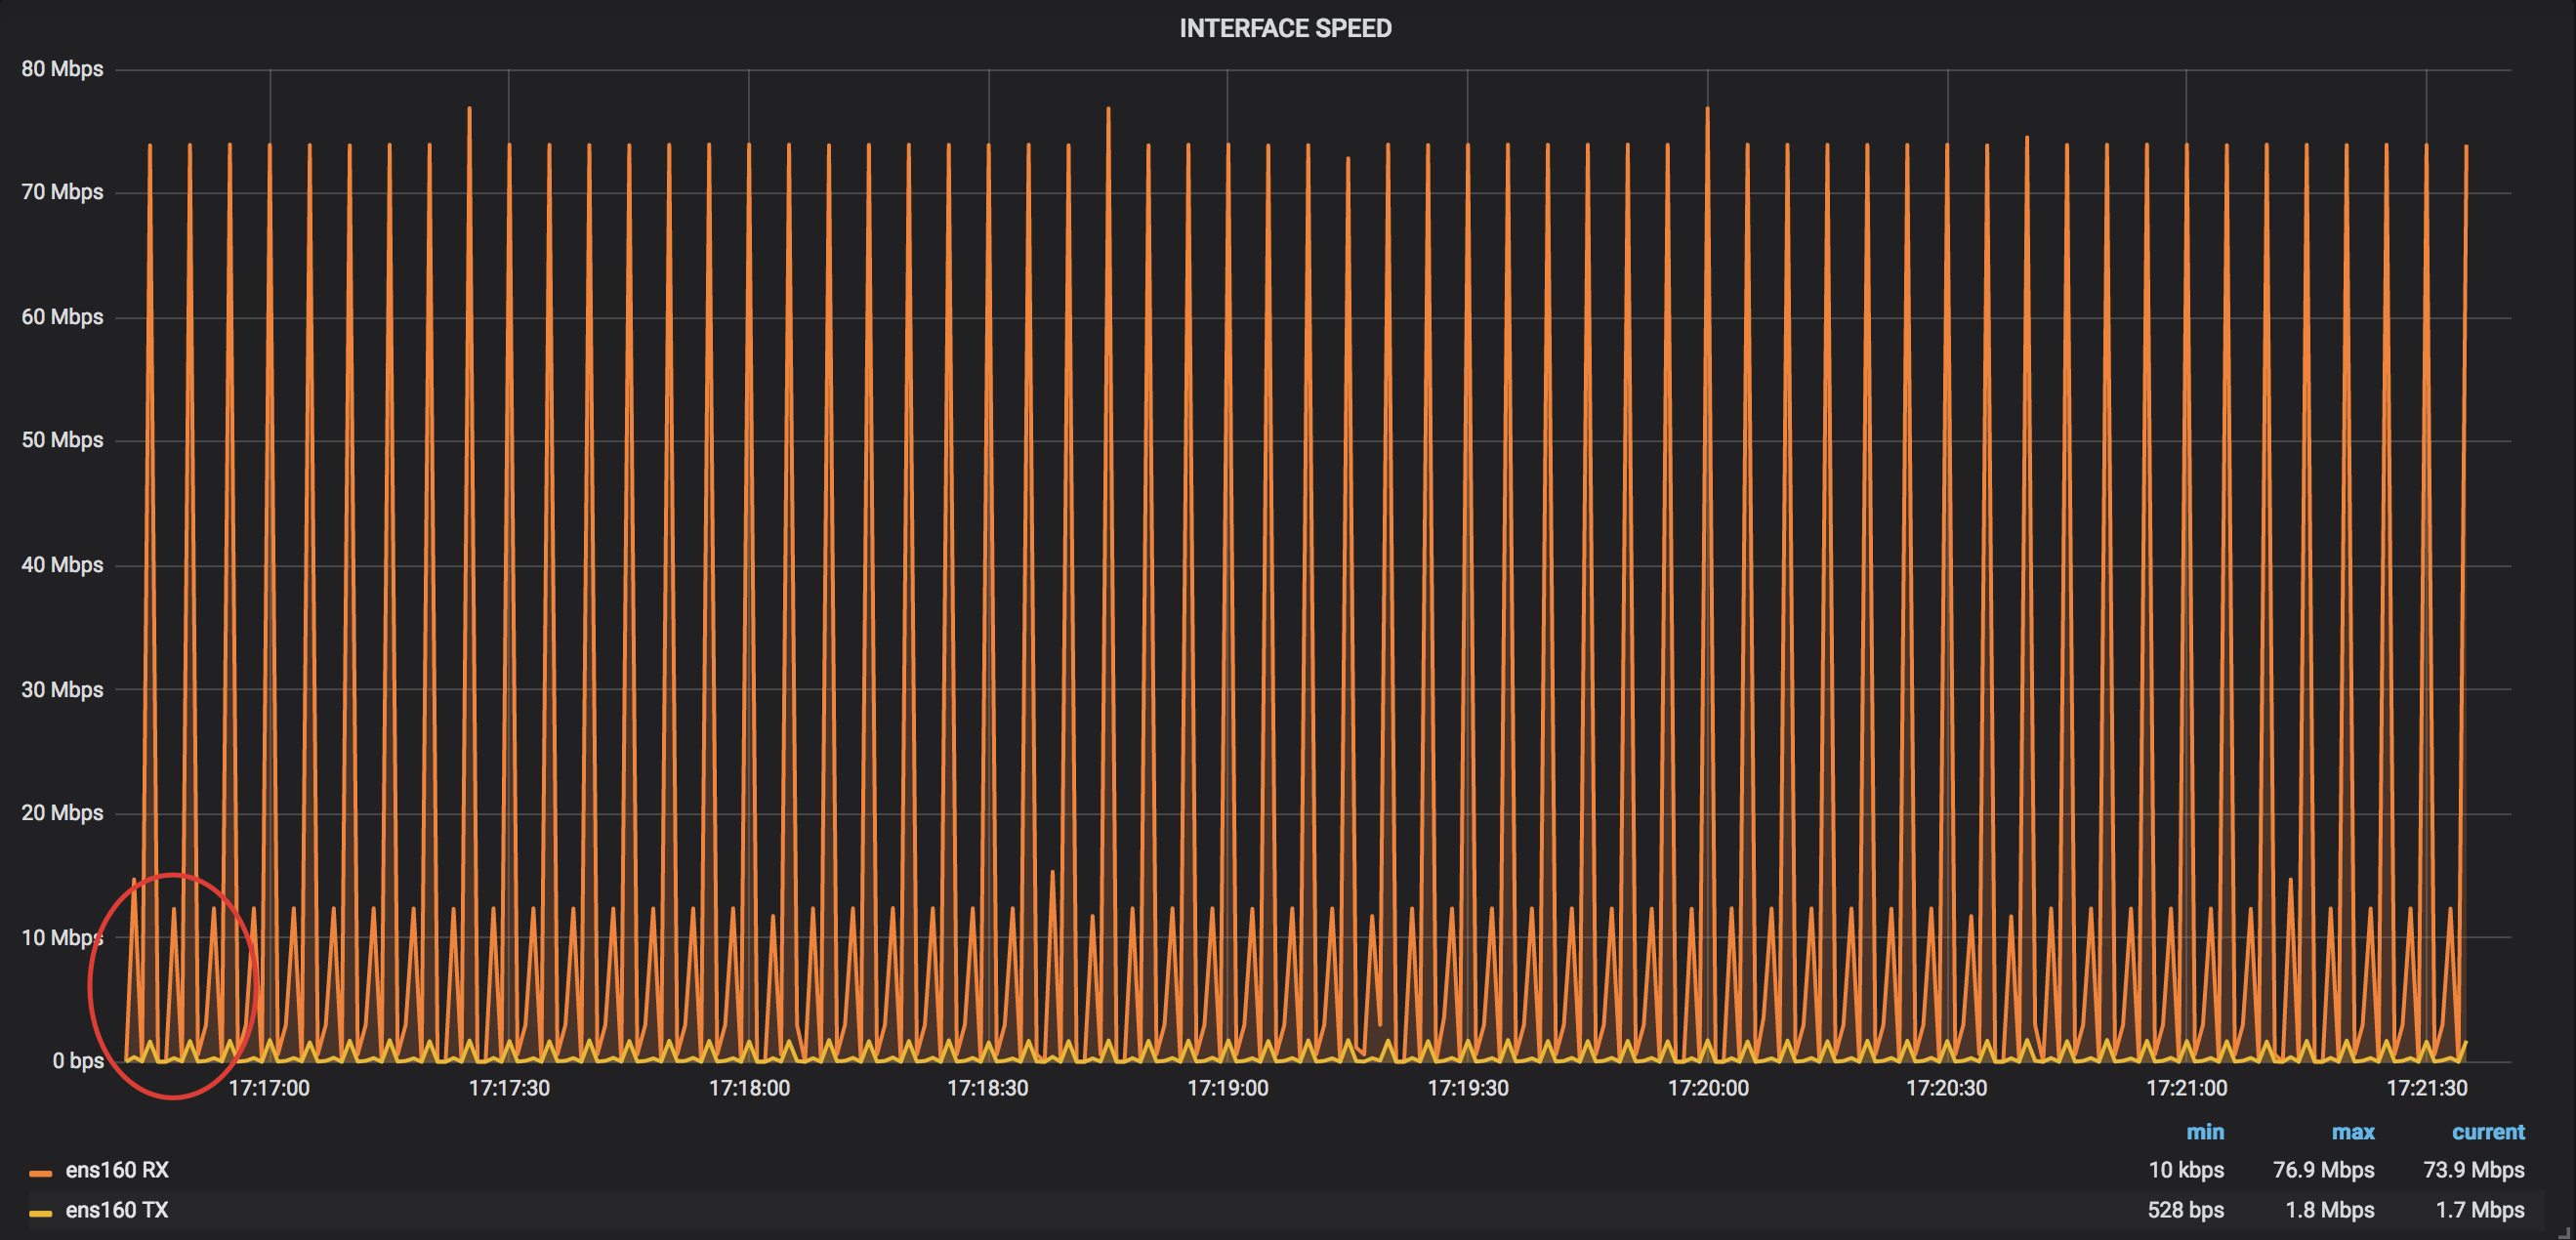 INTERFACE SPEED
80 Mbps
70 Mbps
60 Mbps
50 Mbps
40 Mbps
30 Mbps
20 Mbps
10 Mbps
0 bps
17:17:00 17:17:30 17:18:00 17:18:30 17:19:00 17:19:30 17:20:00 17:20:30 17:21:00 17:21:30
min max current
ens160 RX 10 kbps 76.9 Mbps 73.9 Mbps
ens160 TX 528 bps 1.8 Mbps 1.7 Mbps